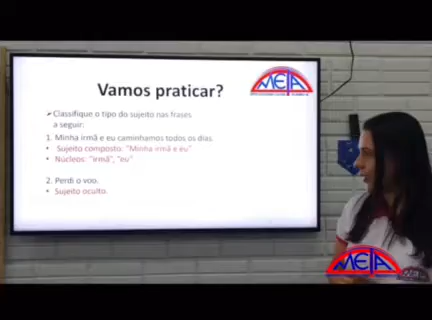 Vamos praticar?
META
➢Classifique o tipo do sujeito nas frases
a seguir:
1. Minha irmã e eu caminhamos todos os dias.
• Sujeito composto: "Minha irmã e eu"
• Núcleos: "irmã", "eu"
2. Perdi o voo.
• Sujeito oculto.
META